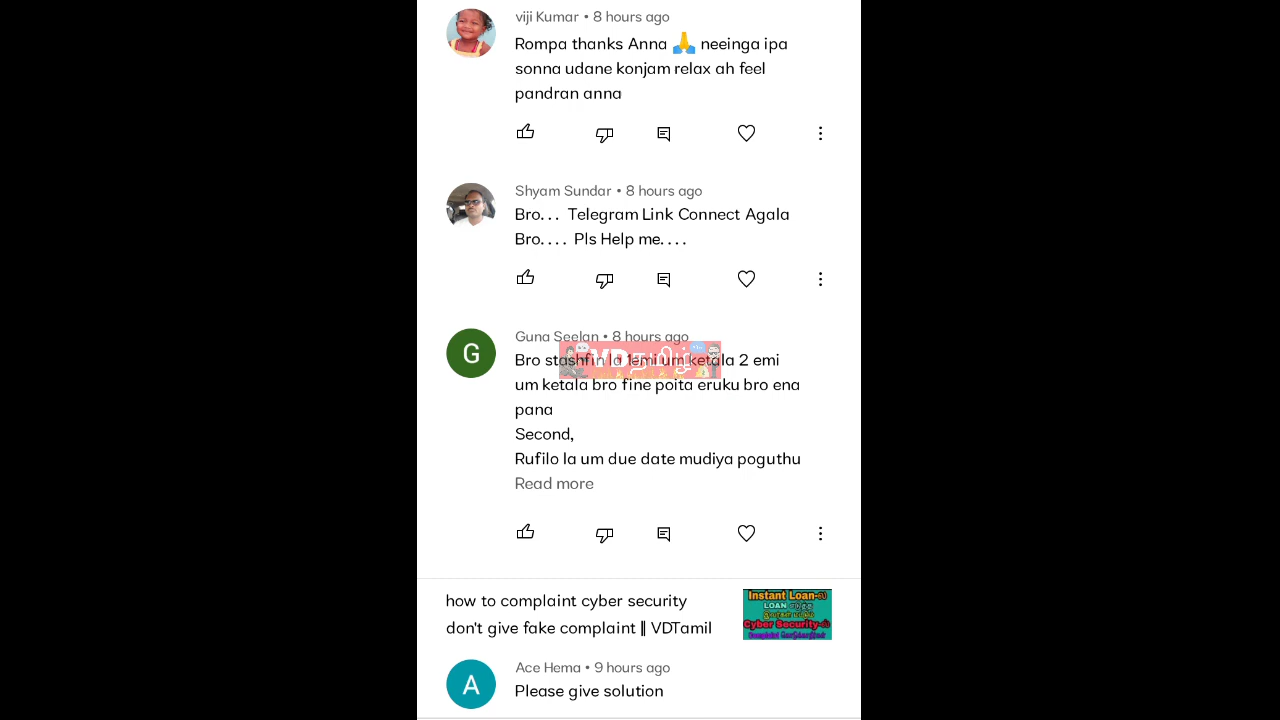 viji Kumar • 8 hours ago
Rompa thanks Anna 🙏 neeinga ipa
sonna udane konjam relax ah feel
pandran anna
Shyam Sundar • 8 hours ago
Bro... Telegram Link Connect Agala
Bro.... Pls Help me....
Guna Seelan • 8 hours ago
VDதமிழ்
Bro stashfin la 1emi um ketala 2 emi
um ketala bro fine poita eruku bro ena
pana
Second,
Rufilo la um due date mudiya poguthu
Read more
how to complaint cyber security
don't give fake complaint || VDTamil
Instant Loan-ல்
LOAN எடுத்து
Cyber Security-ல்
Ace Hema • 9 hours ago
Please give solution
G
A